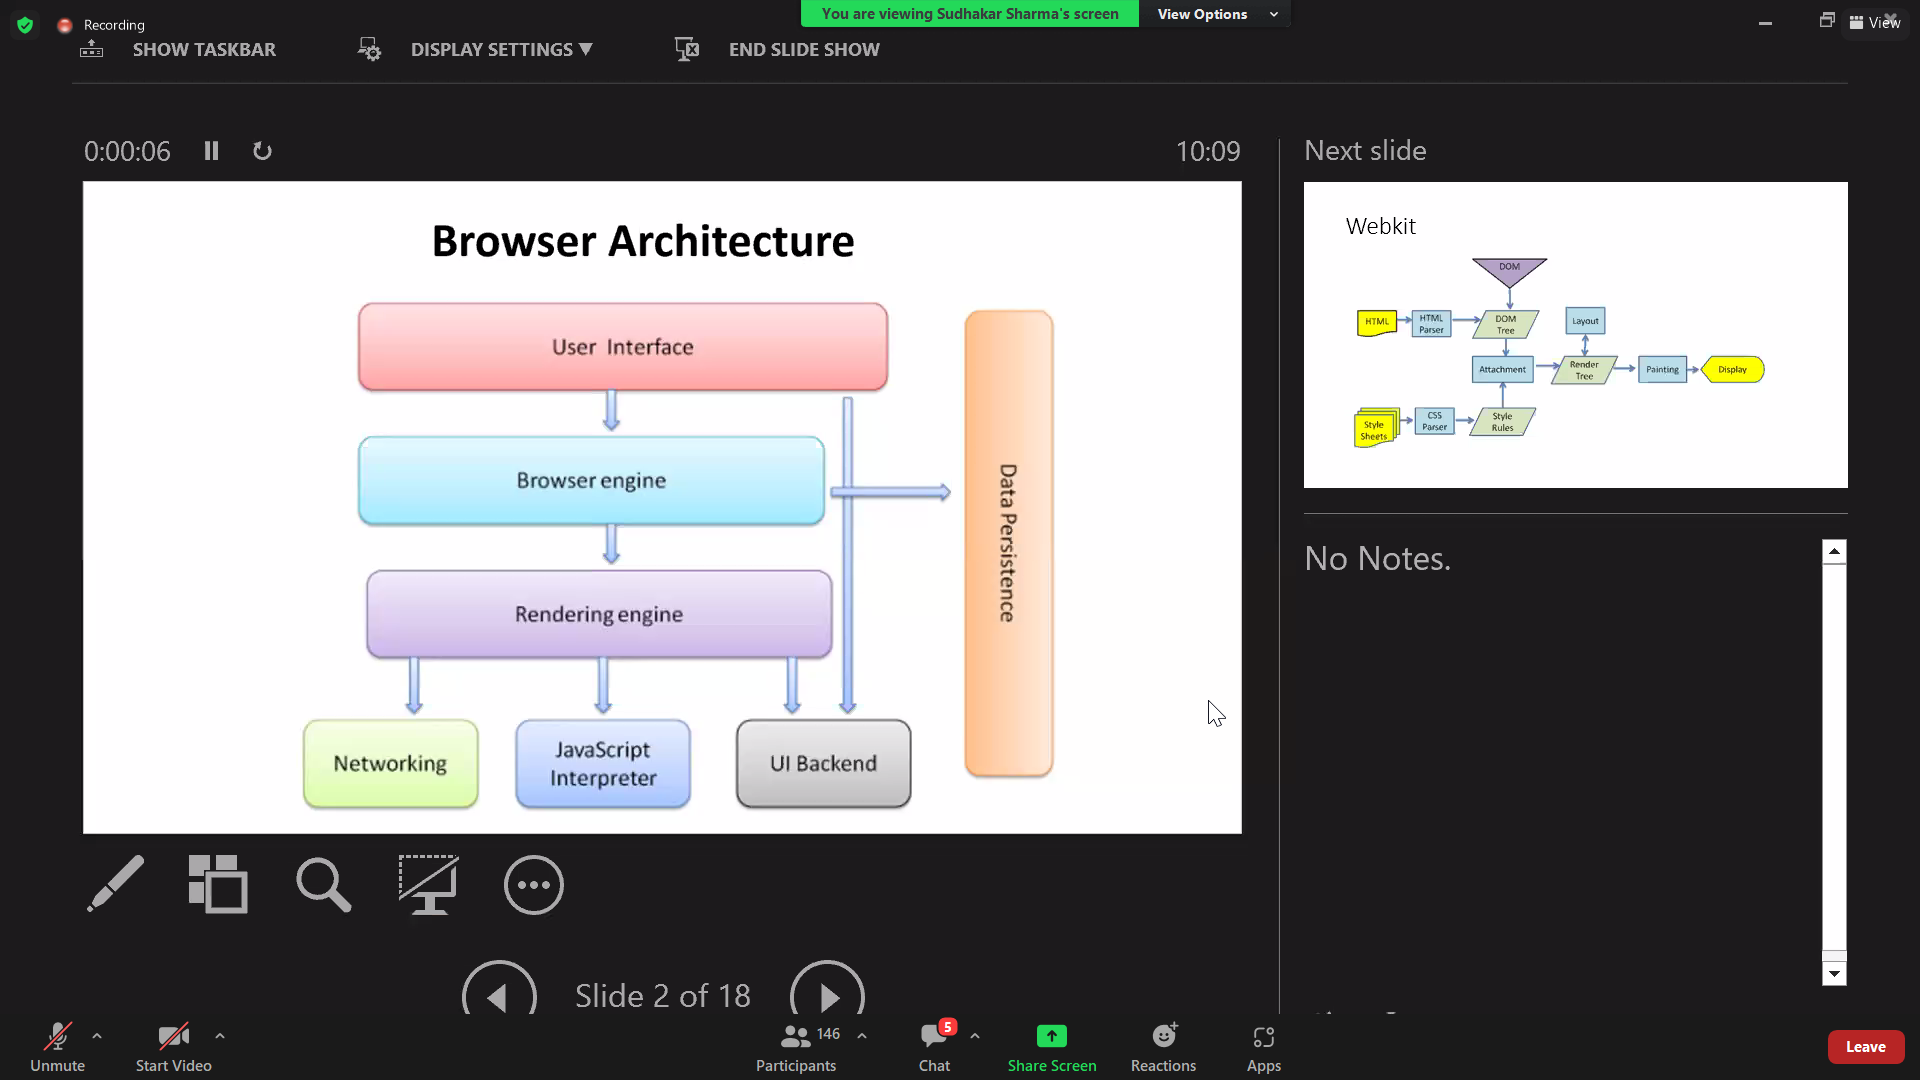 Recording
You are viewing Sudhakar Sharma's screen
View Options
View
SHOW TASKBAR
DISPLAY SETTINGS ▼
END SLIDE SHOW
0:00:06
10:09
Browser Architecture
User Interface
Browser engine
Rendering engine
Networking
JavaScript
Interpreter
UI Backend
Data Persistence
Next slide
Webkit
DOM
HTML
HTML
Parser
DOM
Tree
Layout
Attachment
Render
Tree
Painting
Display
Style
Sheets
CSS
Parser
Style
Rules
No Notes.
Slide 2 of 18
Unmute
Start Video
146
Participants
5
Chat
Share Screen
Reactions
Apps
Leave